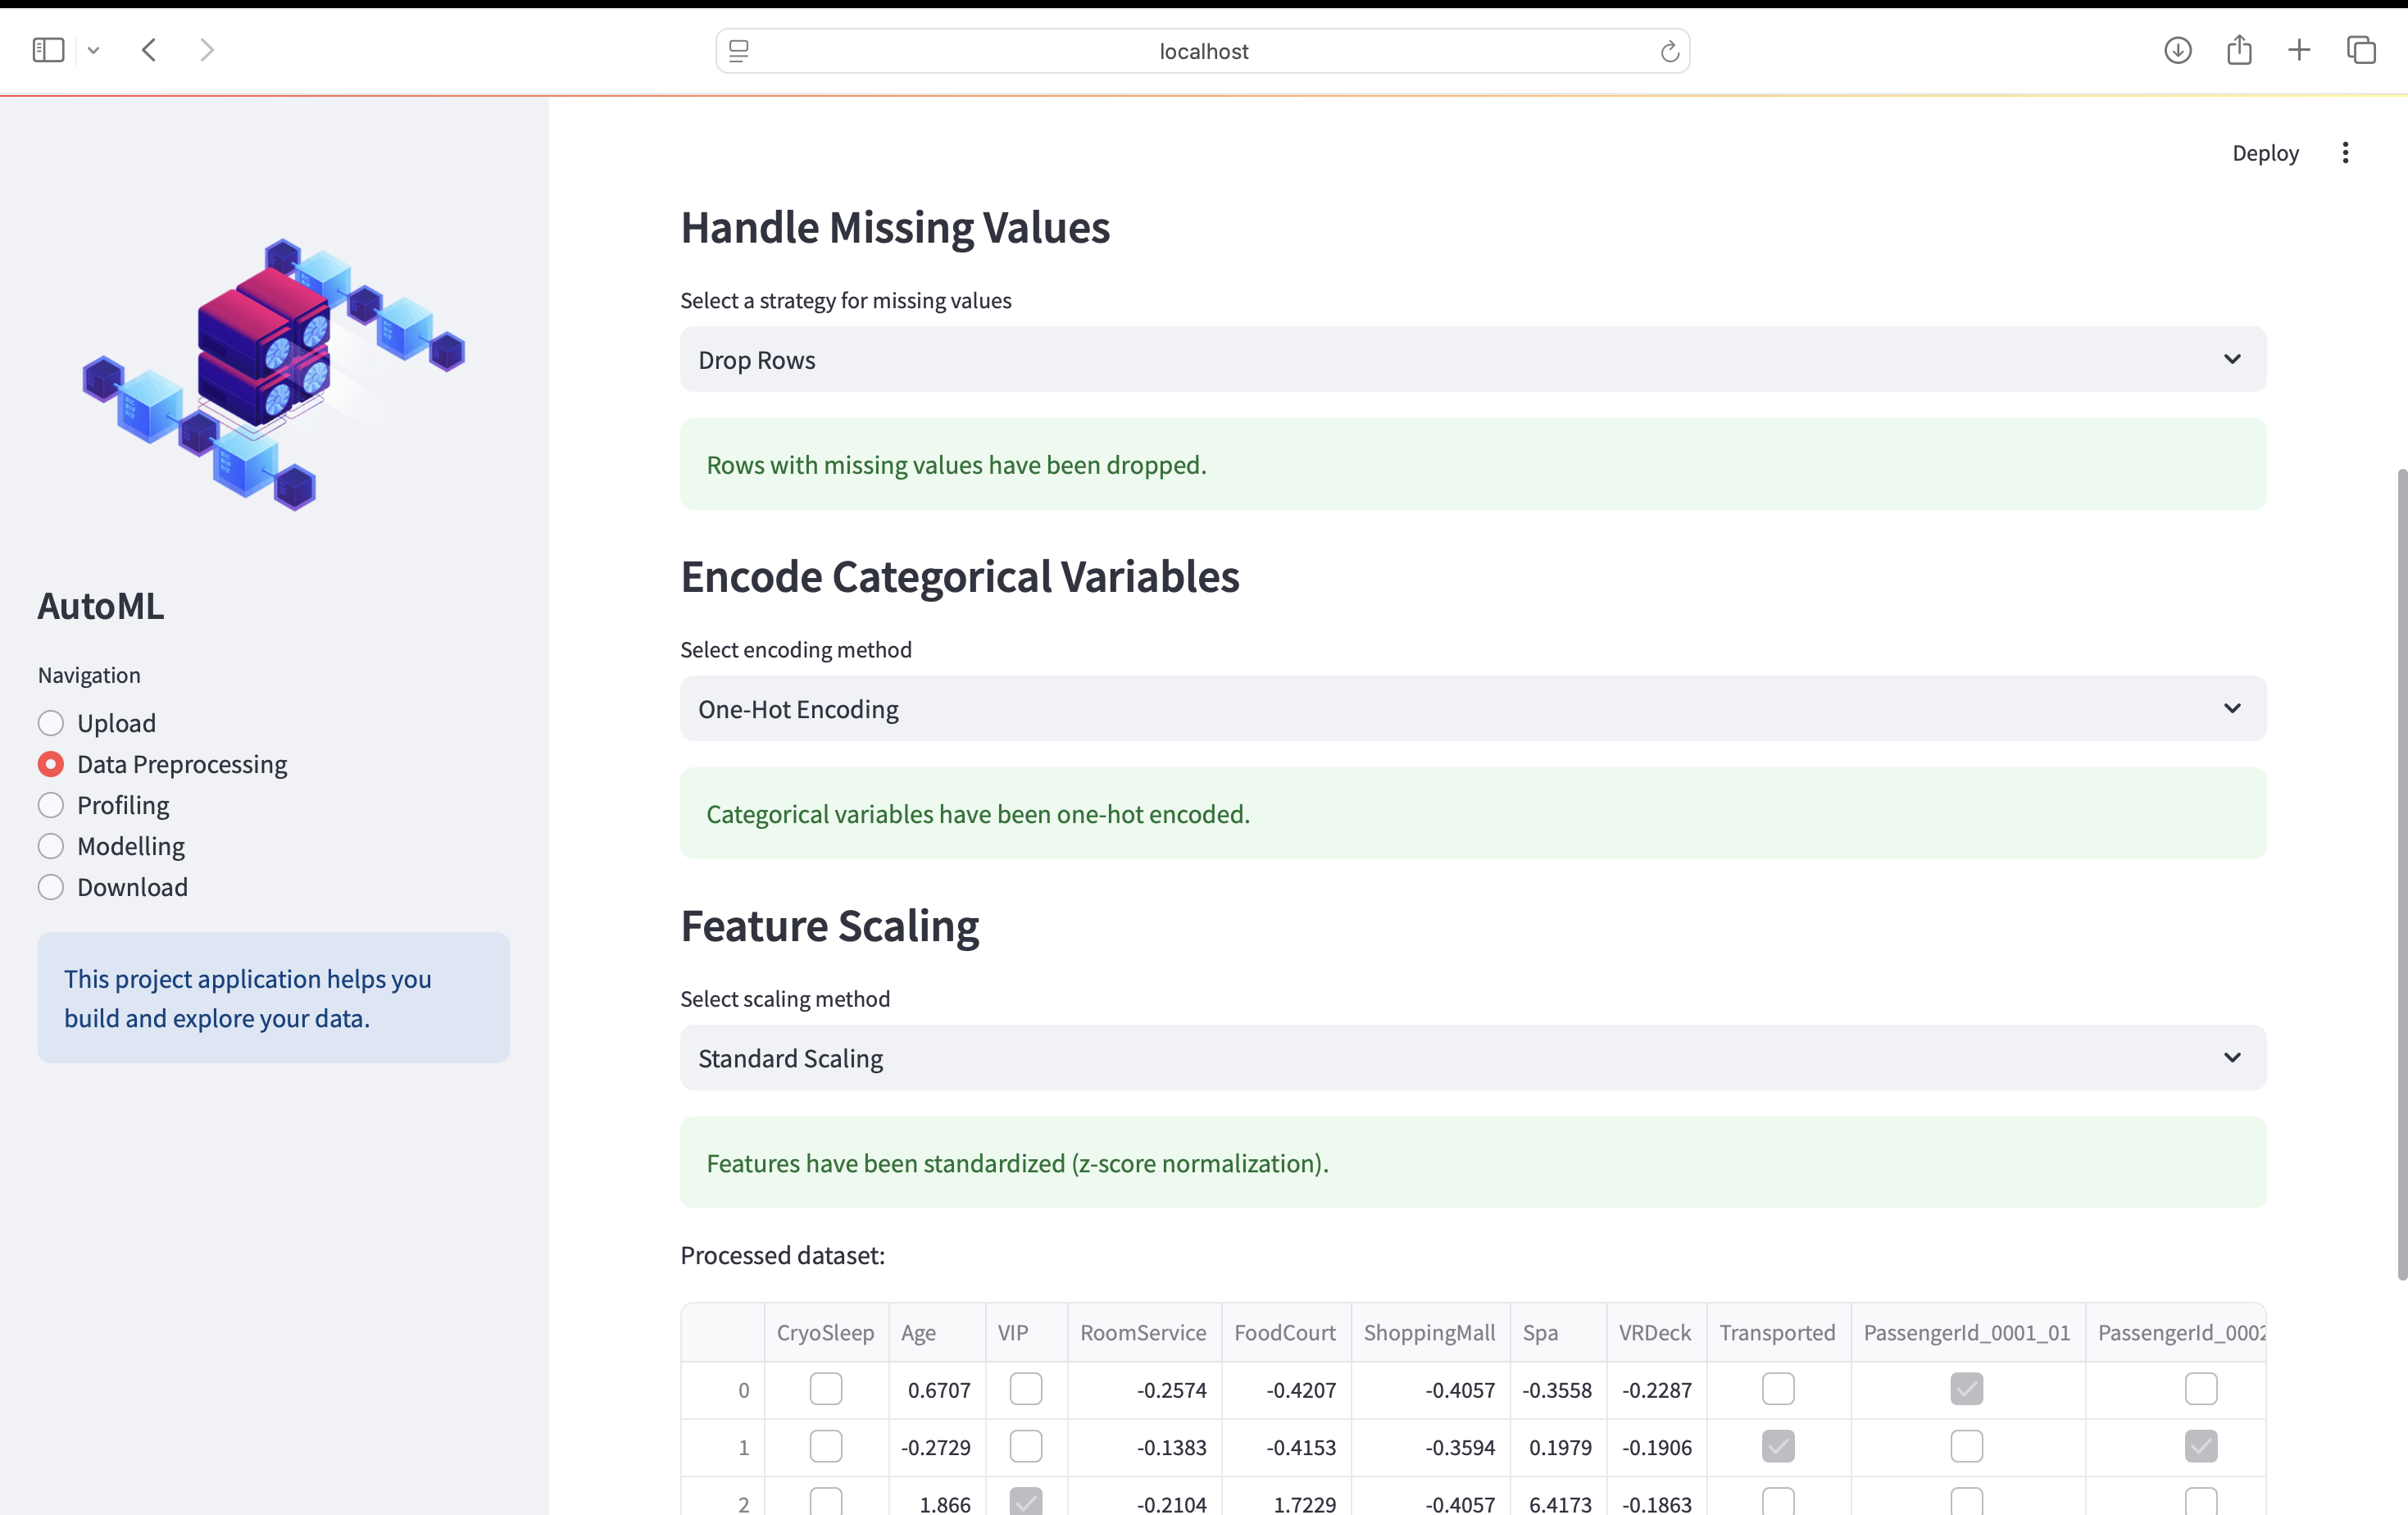 localhost
Deploy
AutoML
Navigation
Upload
Data Preprocessing
Profiling
Modelling
Download
This project application helps you
build and explore your data.
Handle Missing Values
Select a strategy for missing values
Drop Rows
Rows with missing values have been dropped.
Encode Categorical Variables
Select encoding method
One-Hot Encoding
Categorical variables have been one-hot encoded.
Feature Scaling
Select scaling method
Standard Scaling
Features have been standardized (z-score normalization).
Processed dataset:
CryoSleep Age VIP RoomService FoodCourt ShoppingMall Spa VRDeck Transported PassengerId_0001_01 PassengerId_0002
0 0.6707 -0.2574 -0.4207 -0.4057 -0.3558 -0.2287
1 -0.2729 -0.1383 -0.4153 -0.3594 0.1979 -0.1906
2 1.866 -0.2104 1.7229 -0.4057 6.4173 -0.1863